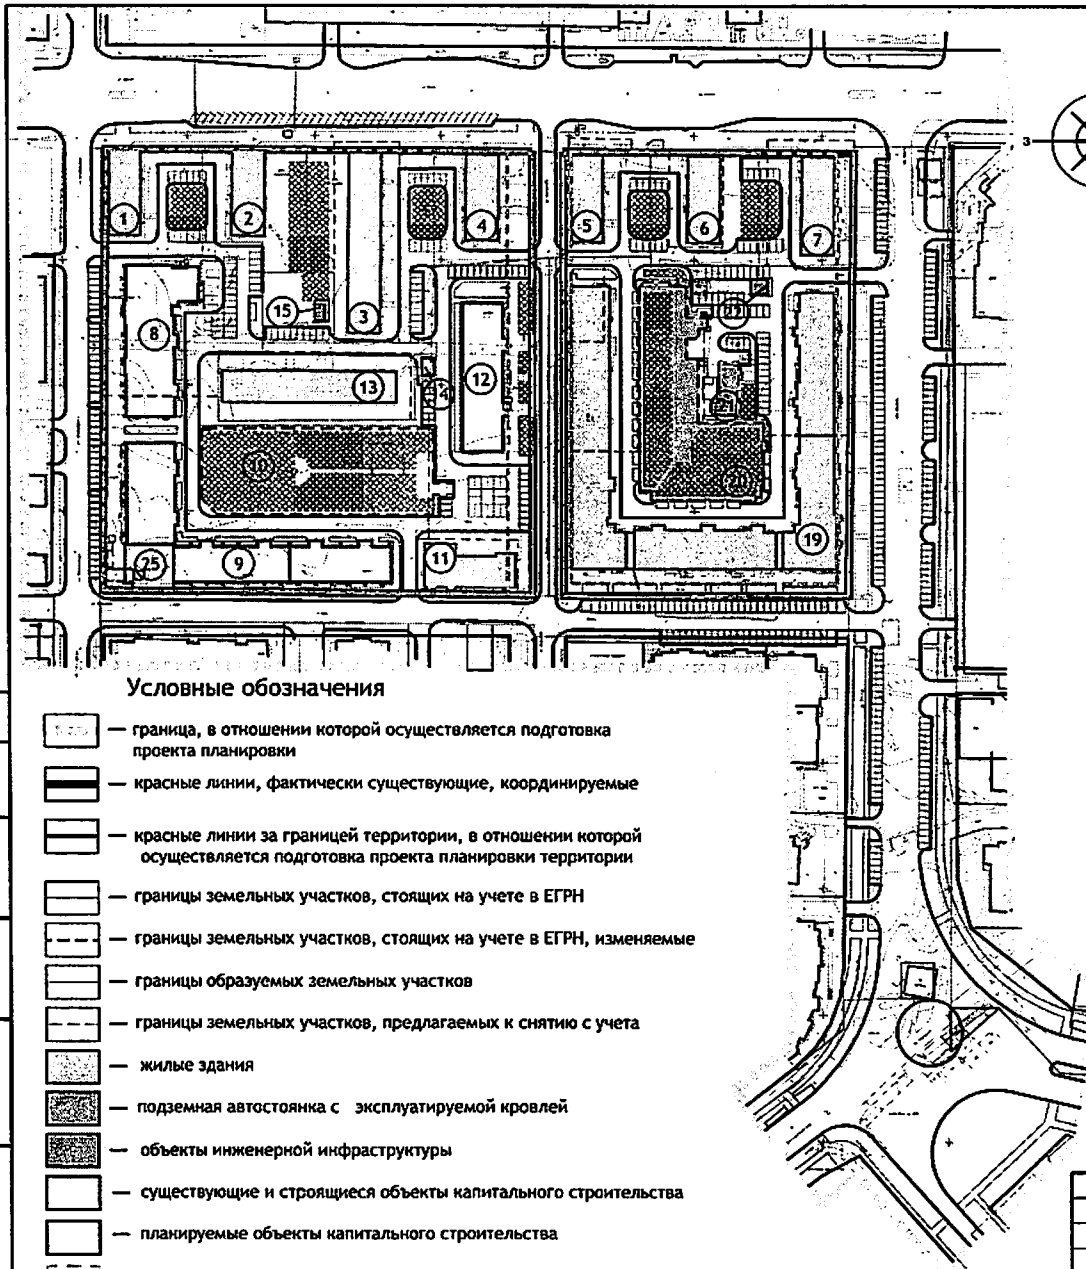 З
1
2
4
5
6
7
15
3
22
8
13
14
12
21
10
20
25
9
11
19
Условные обозначения
— граница, в отношении которой осуществляется подготовка
проекта планировки
— красные линии, фактически существующие, координируемые
— красные линии за границей территории, в отношении которой
осуществляется подготовка проекта планировки территории
— границы земельных участков, стоящих на учете в ЕГРН
— границы земельных участков, стоящих на учете в ЕГРН, изменяемые
— границы образуемых земельных участков
— границы земельных участков, предлагаемых к снятию с учета
— жилые здания
— подземная автостоянка с эксплуатируемой кровлей
— объекты инженерной инфраструктуры
— существующие и строящиеся объекты капитального строительства
— планируемые объекты капитального строительства